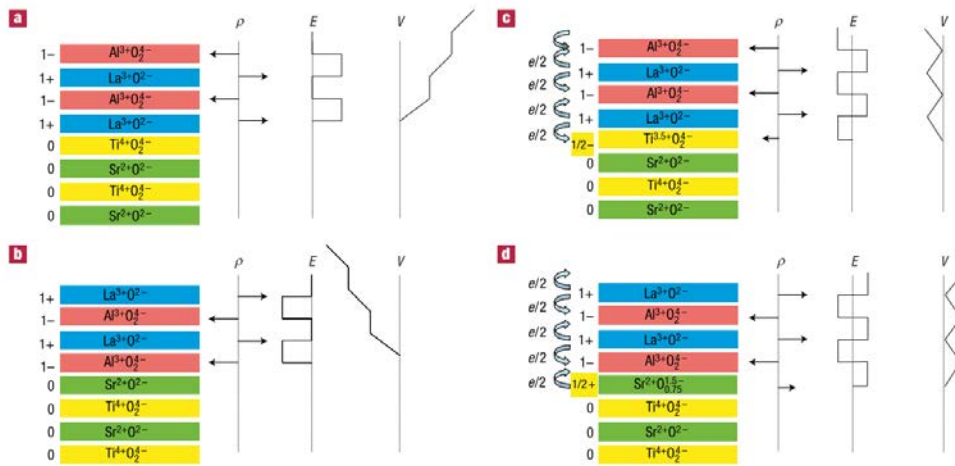 a
ρ E V
1− Al³⁺O₂⁴⁻
1+ La³⁺O²⁻
1− Al³⁺O₂⁴⁻
1+ La³⁺O²⁻
0 Ti⁴⁺O₂⁴⁻
0 Sr²⁺O²⁻
0 Ti⁴⁺O₂⁴⁻
0 Sr²⁺O²⁻
b
ρ E V
1+ La³⁺O²⁻
1− Al³⁺O₂⁴⁻
1+ La³⁺O²⁻
1− Al³⁺O₂⁴⁻
0 Sr²⁺O²⁻
0 Ti⁴⁺O₂⁴⁻
0 Sr²⁺O²⁻
0 Ti⁴⁺O₂⁴⁻
c
ρ E V
1− Al³⁺O₂⁴⁻
e/2
1+ La³⁺O²⁻
e/2
1− Al³⁺O₂⁴⁻
e/2
1+ La³⁺O²⁻
e/2
1/2− Ti³·⁵⁺O₂⁴⁻
0 Sr²⁺O²⁻
0 Ti⁴⁺O₂⁴⁻
0 Sr²⁺O²⁻
d
ρ E V
e/2
1+ La³⁺O²⁻
e/2
1− Al³⁺O₂⁴⁻
e/2
1+ La³⁺O²⁻
e/2
1− Al³⁺O₂⁴⁻
e/2
1/2+ Sr²⁺O₀.₇₅¹·⁵⁻
0 Ti⁴⁺O₂⁴⁻
0 Sr²⁺O²⁻
0 Ti⁴⁺O₂⁴⁻